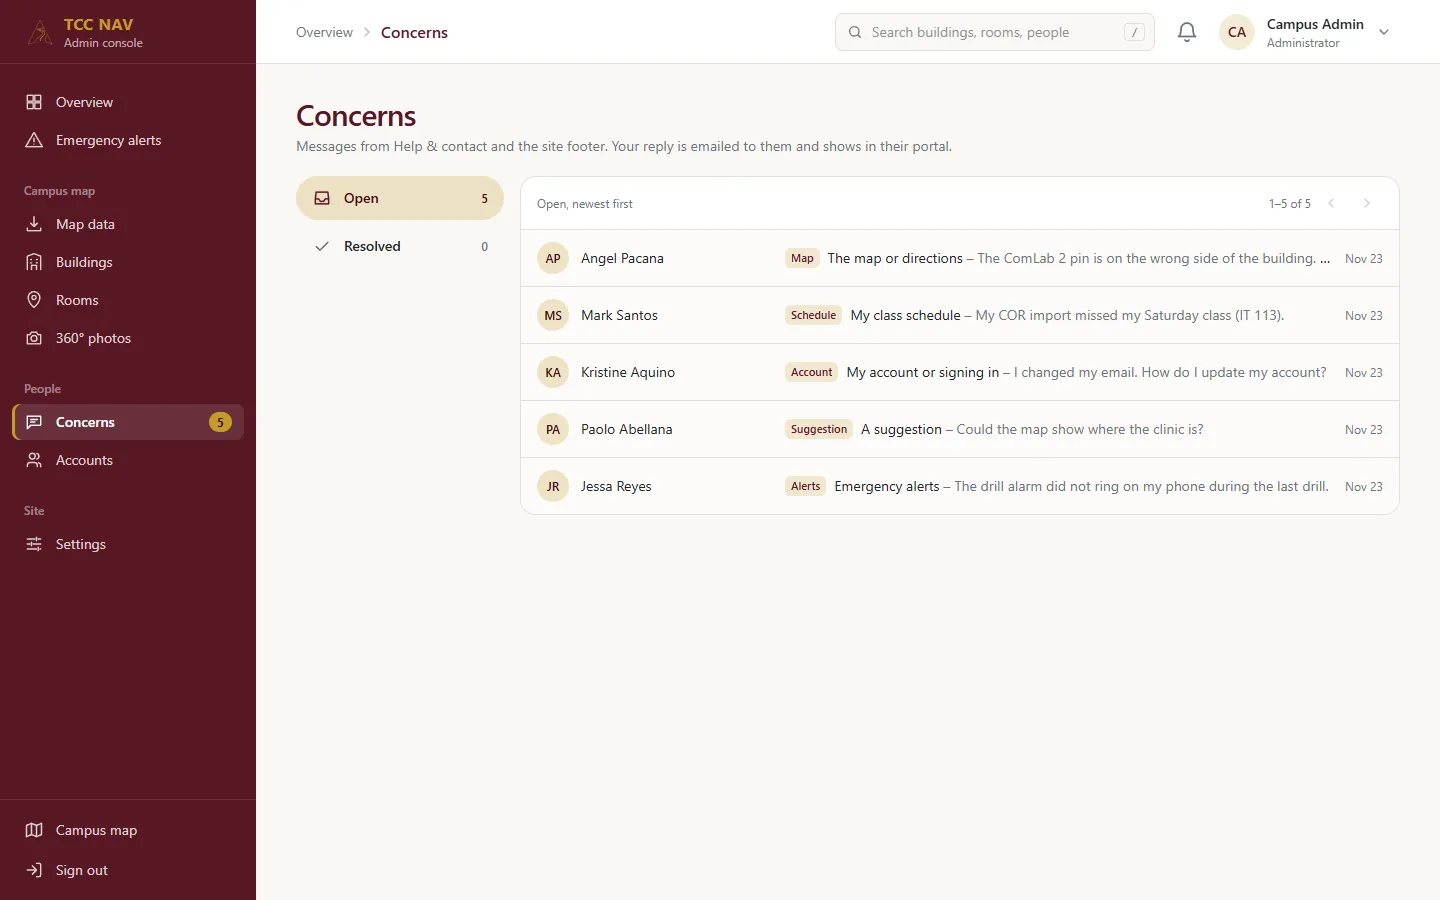 TCC NAV
Admin console
Overview
Emergency alerts
Campus map
Map data
Buildings
Rooms
360° photos
People
Concerns 5
Accounts
Site
Settings
Campus map
Sign out
Overview > Concerns
Search buildings, rooms, people /
CA Campus Admin
Administrator
Concerns
Messages from Help & contact and the site footer. Your reply is emailed to them and shows in their portal.
Open 5
Resolved 0
Open, newest first 1–5 of 5
AP Angel Pacana Map The map or directions – The ComLab 2 pin is on the wrong side of the building. ... Nov 23
MS Mark Santos Schedule My class schedule – My COR import missed my Saturday class (IT 113). Nov 23
KA Kristine Aquino Account My account or signing in – I changed my email. How do I update my account? Nov 23
PA Paolo Abellana Suggestion A suggestion – Could the map show where the clinic is? Nov 23
JR Jessa Reyes Alerts Emergency alerts – The drill alarm did not ring on my phone during the last drill. Nov 23